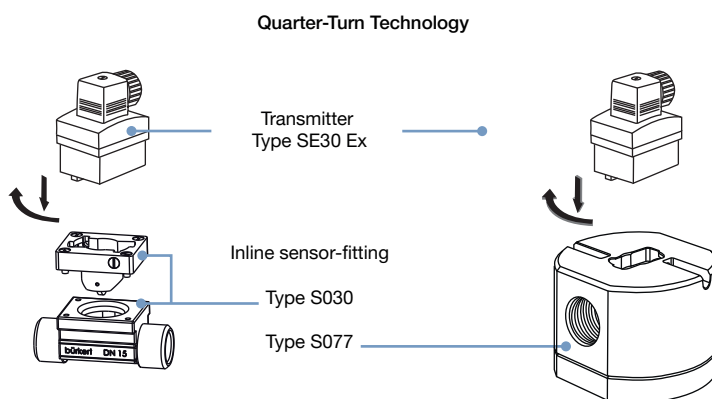 Quarter-Turn Technology
Transmitter
Type SE30 Ex
Inline sensor-fitting
Type S030
Type S077
bürkert DN 15